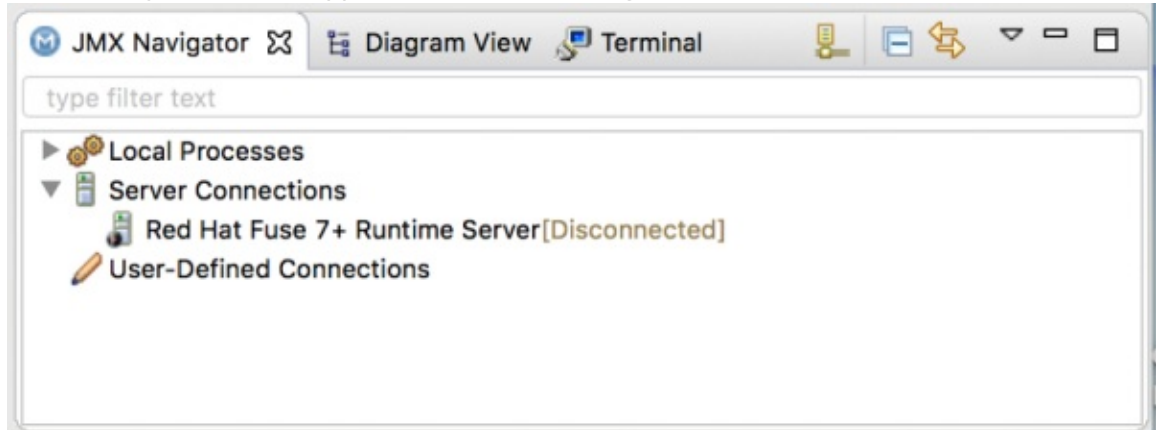 JMX Navigator Diagram View Terminal
type filter text
Local Processes
Server Connections
Red Hat Fuse 7+ Runtime Server[Disconnected]
User-Defined Connections